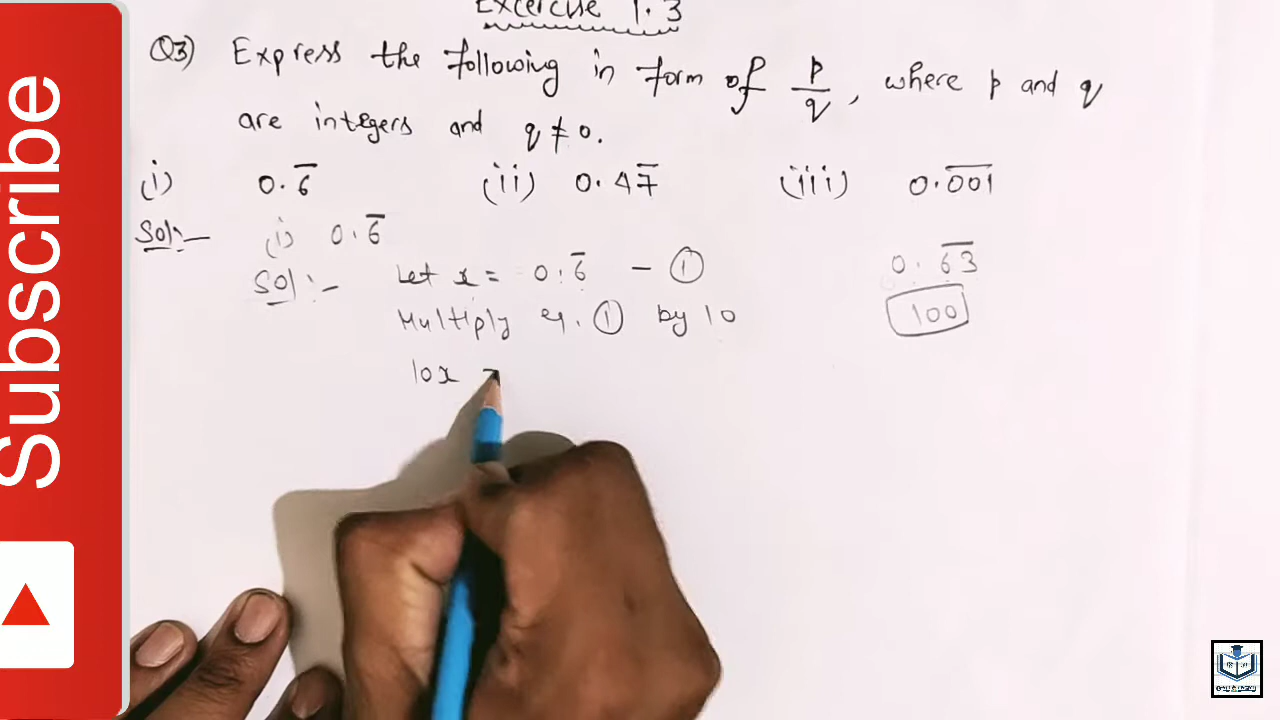 Excercise 1.3
Q3) Express the following in form of p/q, where p and q
are integers and q ≠ 0.
(i) 0.6̅ (ii) 0.47̅ (iii) 0.0̅0̅1̅
Sol:— (i) 0.6̅
Sol:- Let x = 0.6̅ - ① 0.6̅3̅
Multiply eq. ① by 10 100
10x =
Subscribe